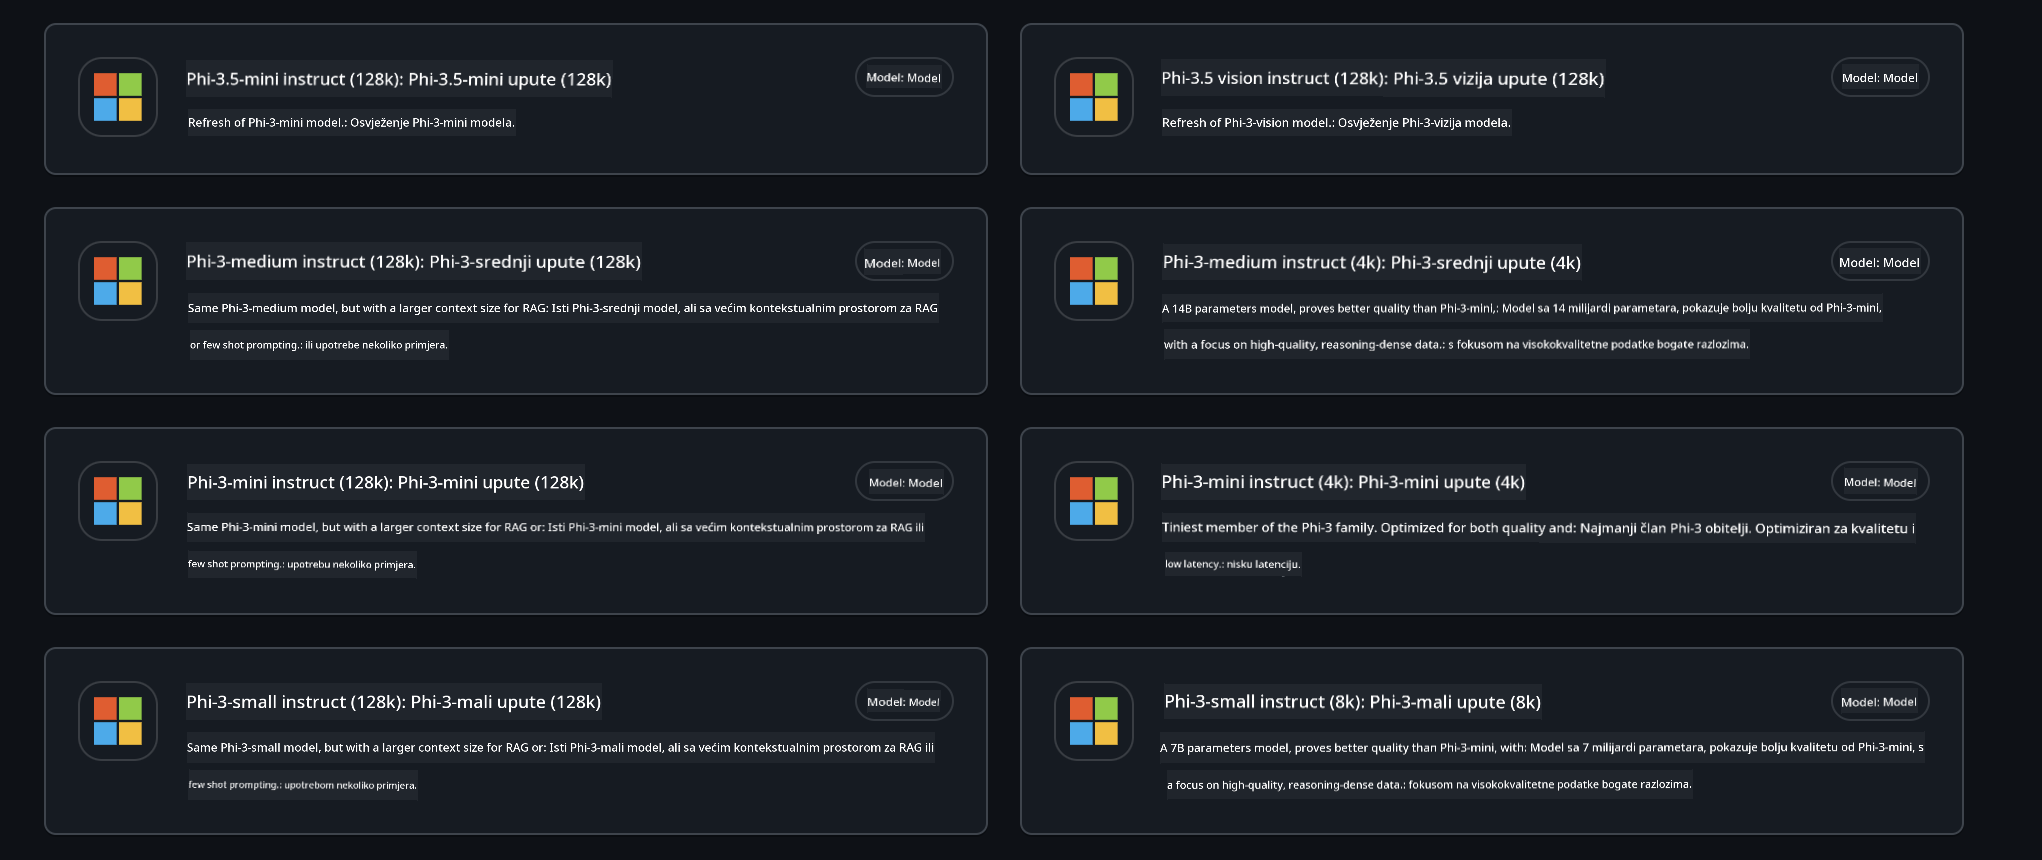 Phi-3.5-mini instruct (128k): Phi-3.5-mini upute (128k)
Model: Model
Refresh of Phi-3-mini model.: Osvježenje Phi-3-mini modela.
Phi-3.5 vision instruct (128k): Phi-3.5 vizija upute (128k)
Model: Model
Refresh of Phi-3-vision model.: Osvježenje Phi-3-vizija modela.
Phi-3-medium instruct (128k): Phi-3-srednji upute (128k)
Model: Model
Same Phi-3-medium model, but with a larger context size for RAG: Isti Phi-3-srednji model, ali sa većim kontekstualnim prostorom za RAG
or few shot prompting.: ili upotrebe nekoliko primjera.
Phi-3-medium instruct (4k): Phi-3-srednji upute (4k)
Model: Model
A 14B parameters model, proves better quality than Phi-3-mini,: Model sa 14 milijardi parametara, pokazuje bolju kvalitetu od Phi-3-mini,
with a focus on high-quality, reasoning-dense data.: s fokusom na visokokvalitetne podatke bogate razlozima.
Phi-3-mini instruct (128k): Phi-3-mini upute (128k)
Model: Model
Same Phi-3-mini model, but with a larger context size for RAG or: Isti Phi-3-mini model, ali sa većim kontekstualnim prostorom za RAG ili
few shot prompting.: upotrebu nekoliko primjera.
Phi-3-mini instruct (4k): Phi-3-mini upute (4k)
Model: Model
Tiniest member of the Phi-3 family. Optimized for both quality and: Najmanji član Phi-3 obitelji. Optimiziran za kvalitetu i
low latency.: nisku latenciju.
Phi-3-small instruct (128k): Phi-3-mali upute (128k)
Model: Model
Same Phi-3-small model, but with a larger context size for RAG or: Isti Phi-3-mali model, ali sa većim kontekstualnim prostorom za RAG ili
few shot prompting.: upotrebom nekoliko primjera.
Phi-3-small instruct (8k): Phi-3-mali upute (8k)
Model: Model
A 7B parameters model, proves better quality than Phi-3-mini, with: Model sa 7 milijardi parametara, pokazuje bolju kvalitetu od Phi-3-mini, s
a focus on high-quality, reasoning-dense data.: fokusom na visokokvalitetne podatke bogate razlozima.